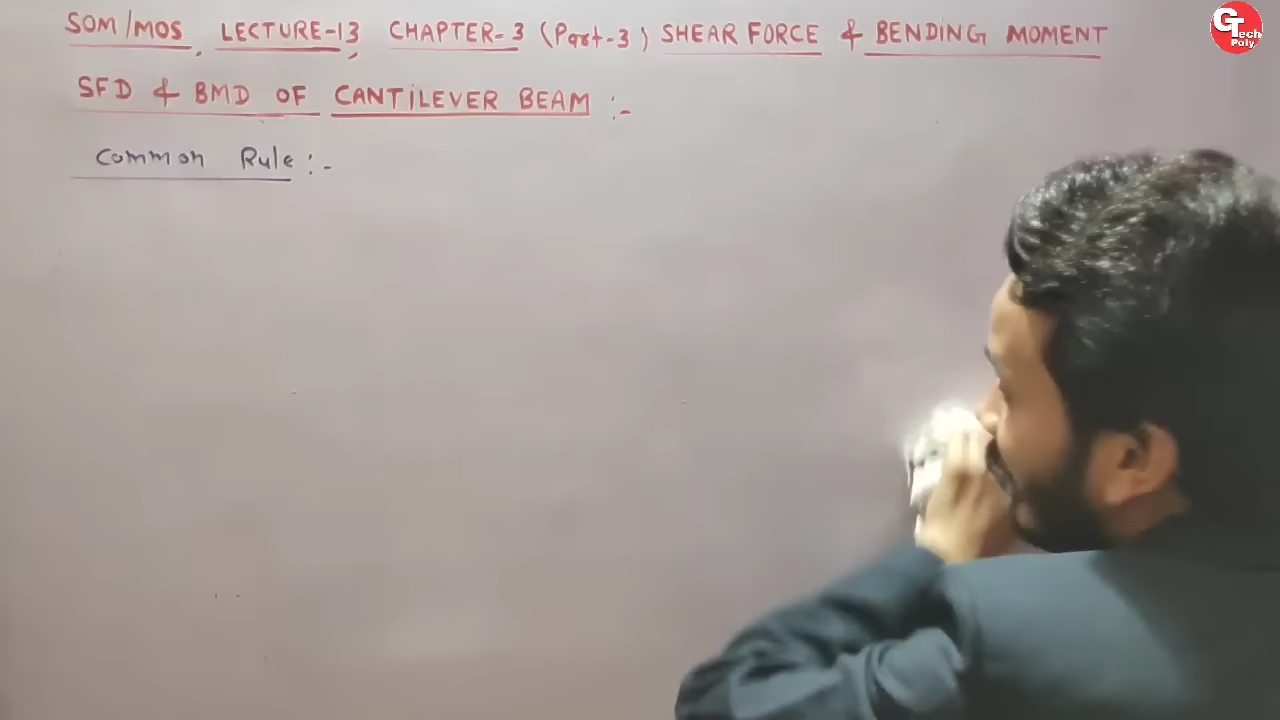 SOM/MOS, LECTURE-13, CHAPTER-3 (Part-3) SHEAR FORCE & BENDING MOMENT
SFD & BMD OF CANTILEVER BEAM :-
Common Rule :-
GTech Poly